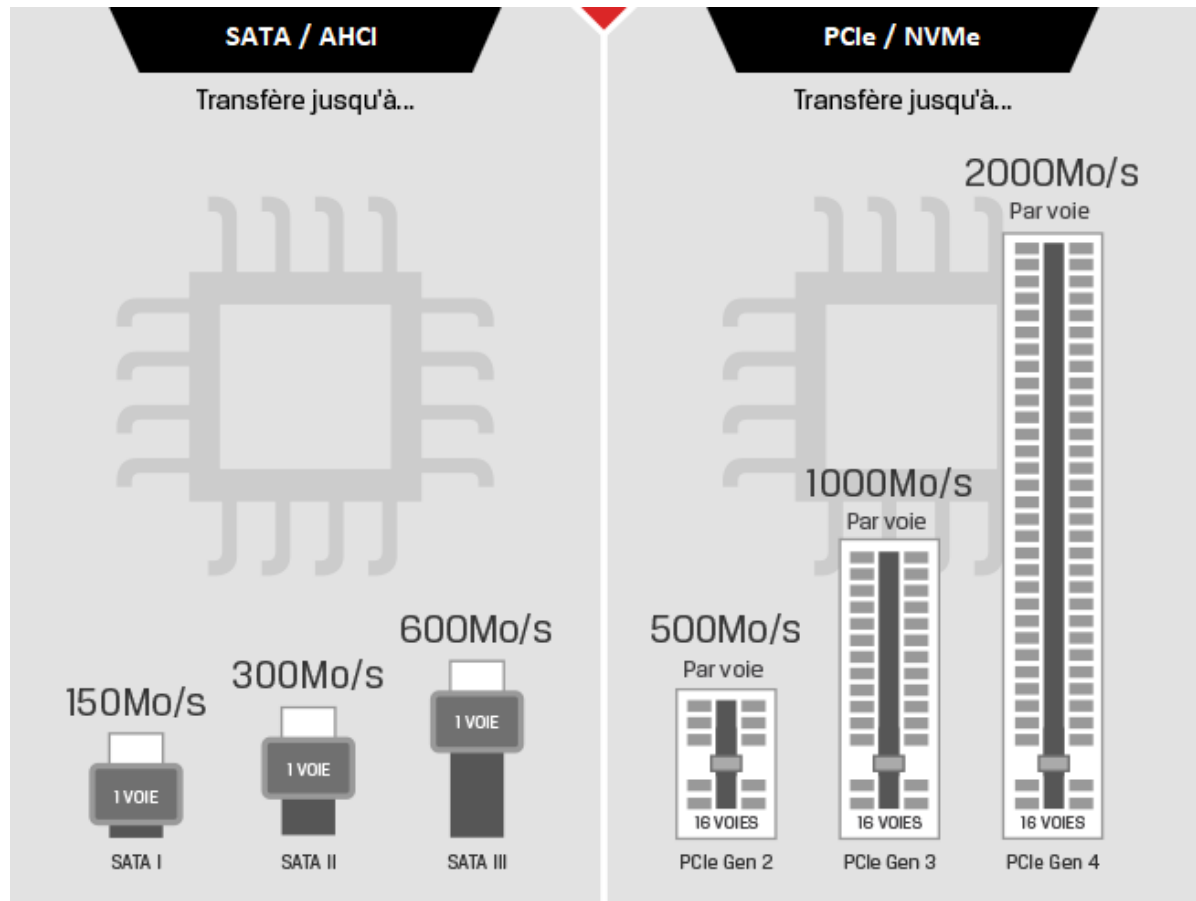 SATA / AHCI
Transfère jusqu'à...
150Mo/s
1 VOIE
SATA I
300Mo/s
1 VOIE
SATA II
600Mo/s
1 VOIE
SATA III
PCIe / NVMe
Transfère jusqu'à...
500Mo/s
Par voie
16 VOIES
PCIe Gen 2
1000Mo/s
Par voie
16 VOIES
PCIe Gen 3
2000Mo/s
Par voie
16 VOIES
PCIe Gen 4